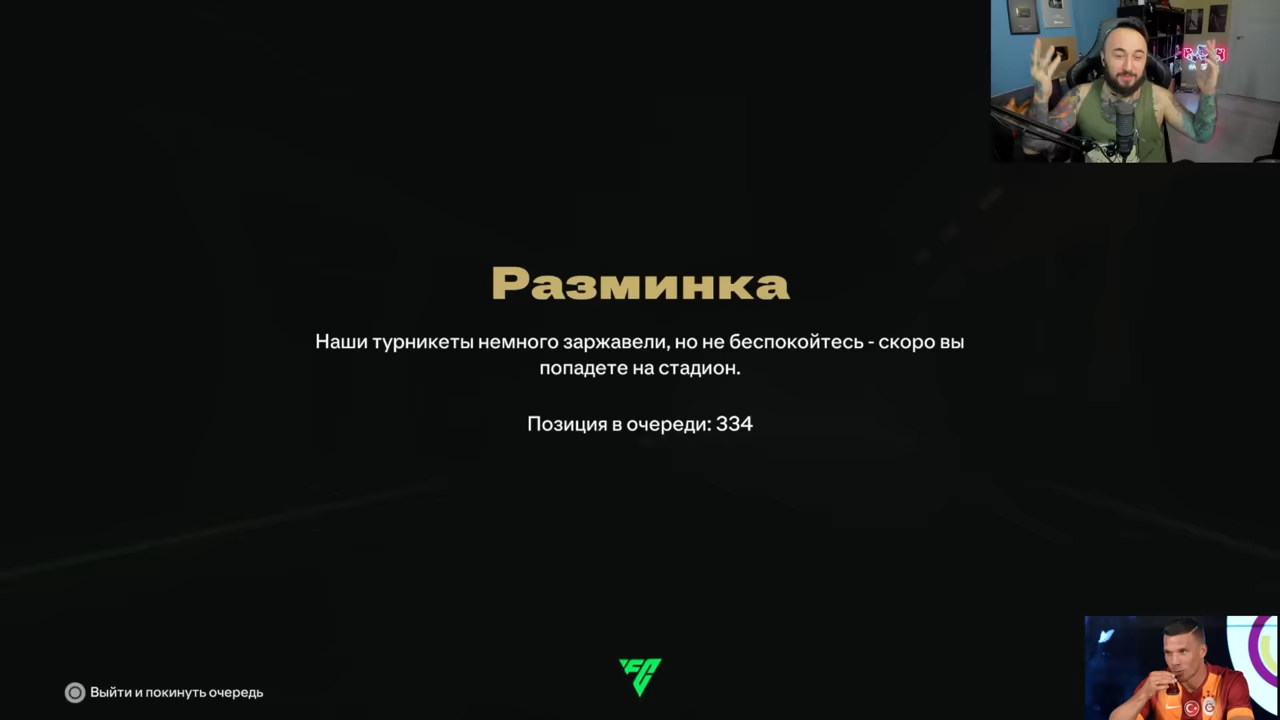 Разминка
Наши турникеты немного заржавели, но не беспокойтесь - скоро вы
попадете на стадион.
Позиция в очереди: 334
Выйти и покинуть очередь